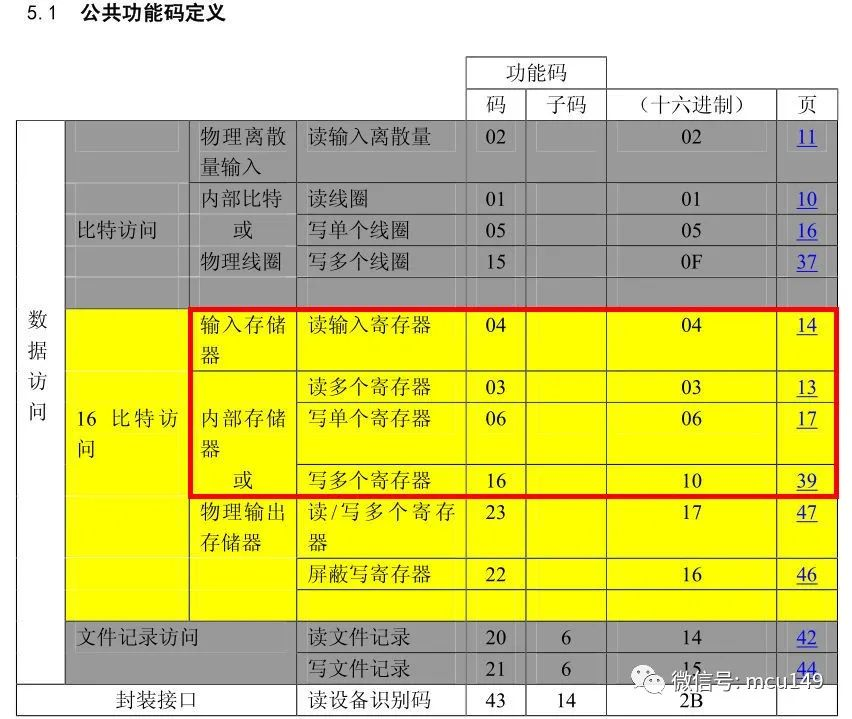 5.1 公共功能码定义
功能码
码 子码 (十六进制) 页
物理离散 读输入离散量 02 02 11
量输入
内部比特 读线圈 01 01 10
比特访问 或 写单个线圈 05 05 16
物理线圈 写多个线圈 15 0F 37
数据访问
输入存储 读输入寄存器 04 04 14
器
读多个寄存器 03 03 13
16 比特访 内部存储 写单个寄存器 06 06 17
问 器
或 写多个寄存器 16 10 39
物理输出 读/写多个寄存 23 17 47
存储器 器
屏蔽写寄存器 22 16 46
文件记录访问 读文件记录 20 6 14 42
写文件记录 21 6 15 44
封装接口 读设备识别码 43 14 2B
微信号: mcu149